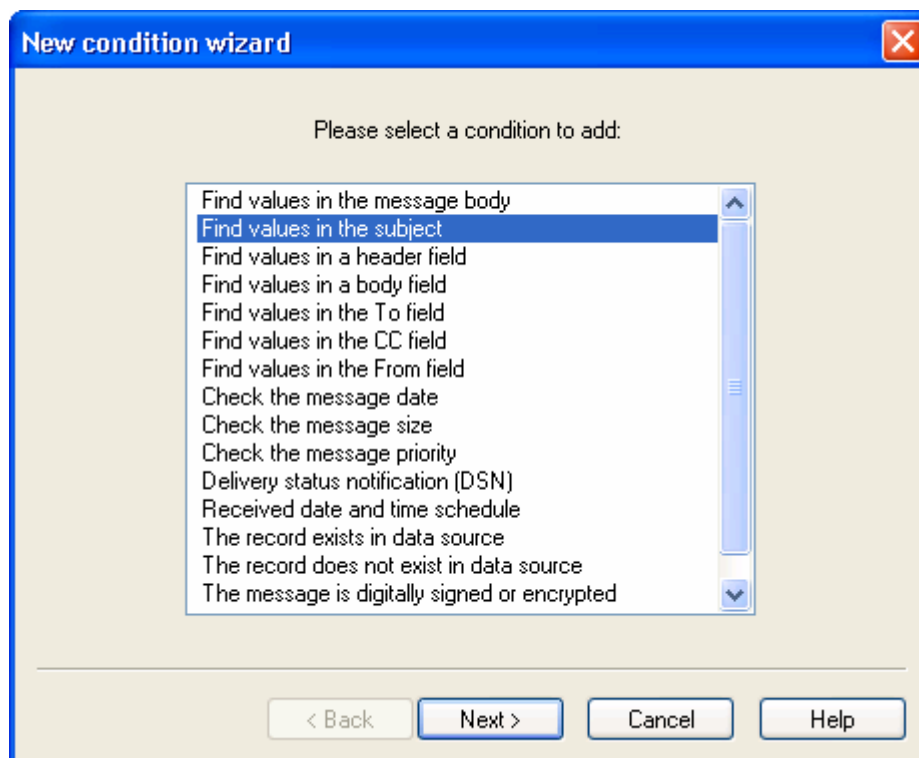 New condition wizard
Please select a condition to add:
Find values in the message body
Find values in the subject
Find values in a header field
Find values in a body field
Find values in the To field
Find values in the CC field
Find values in the From field
Check the message date
Check the message size
Check the message priority
Delivery status notification (DSN)
Received date and time schedule
The record exists in data source
The record does not exist in data source
The message is digitally signed or encrypted
< Back Next > Cancel Help